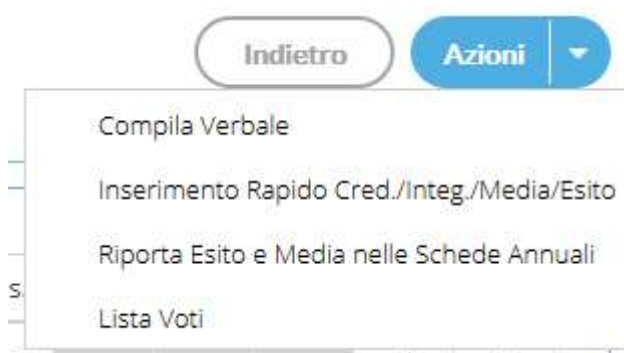 Indietro
Azioni
Compila Verbale
Inserimento Rapido Cred./Integ./Media/Esito
Riporta Esito e Media nelle Schede Annuali
s.
Lista Voti